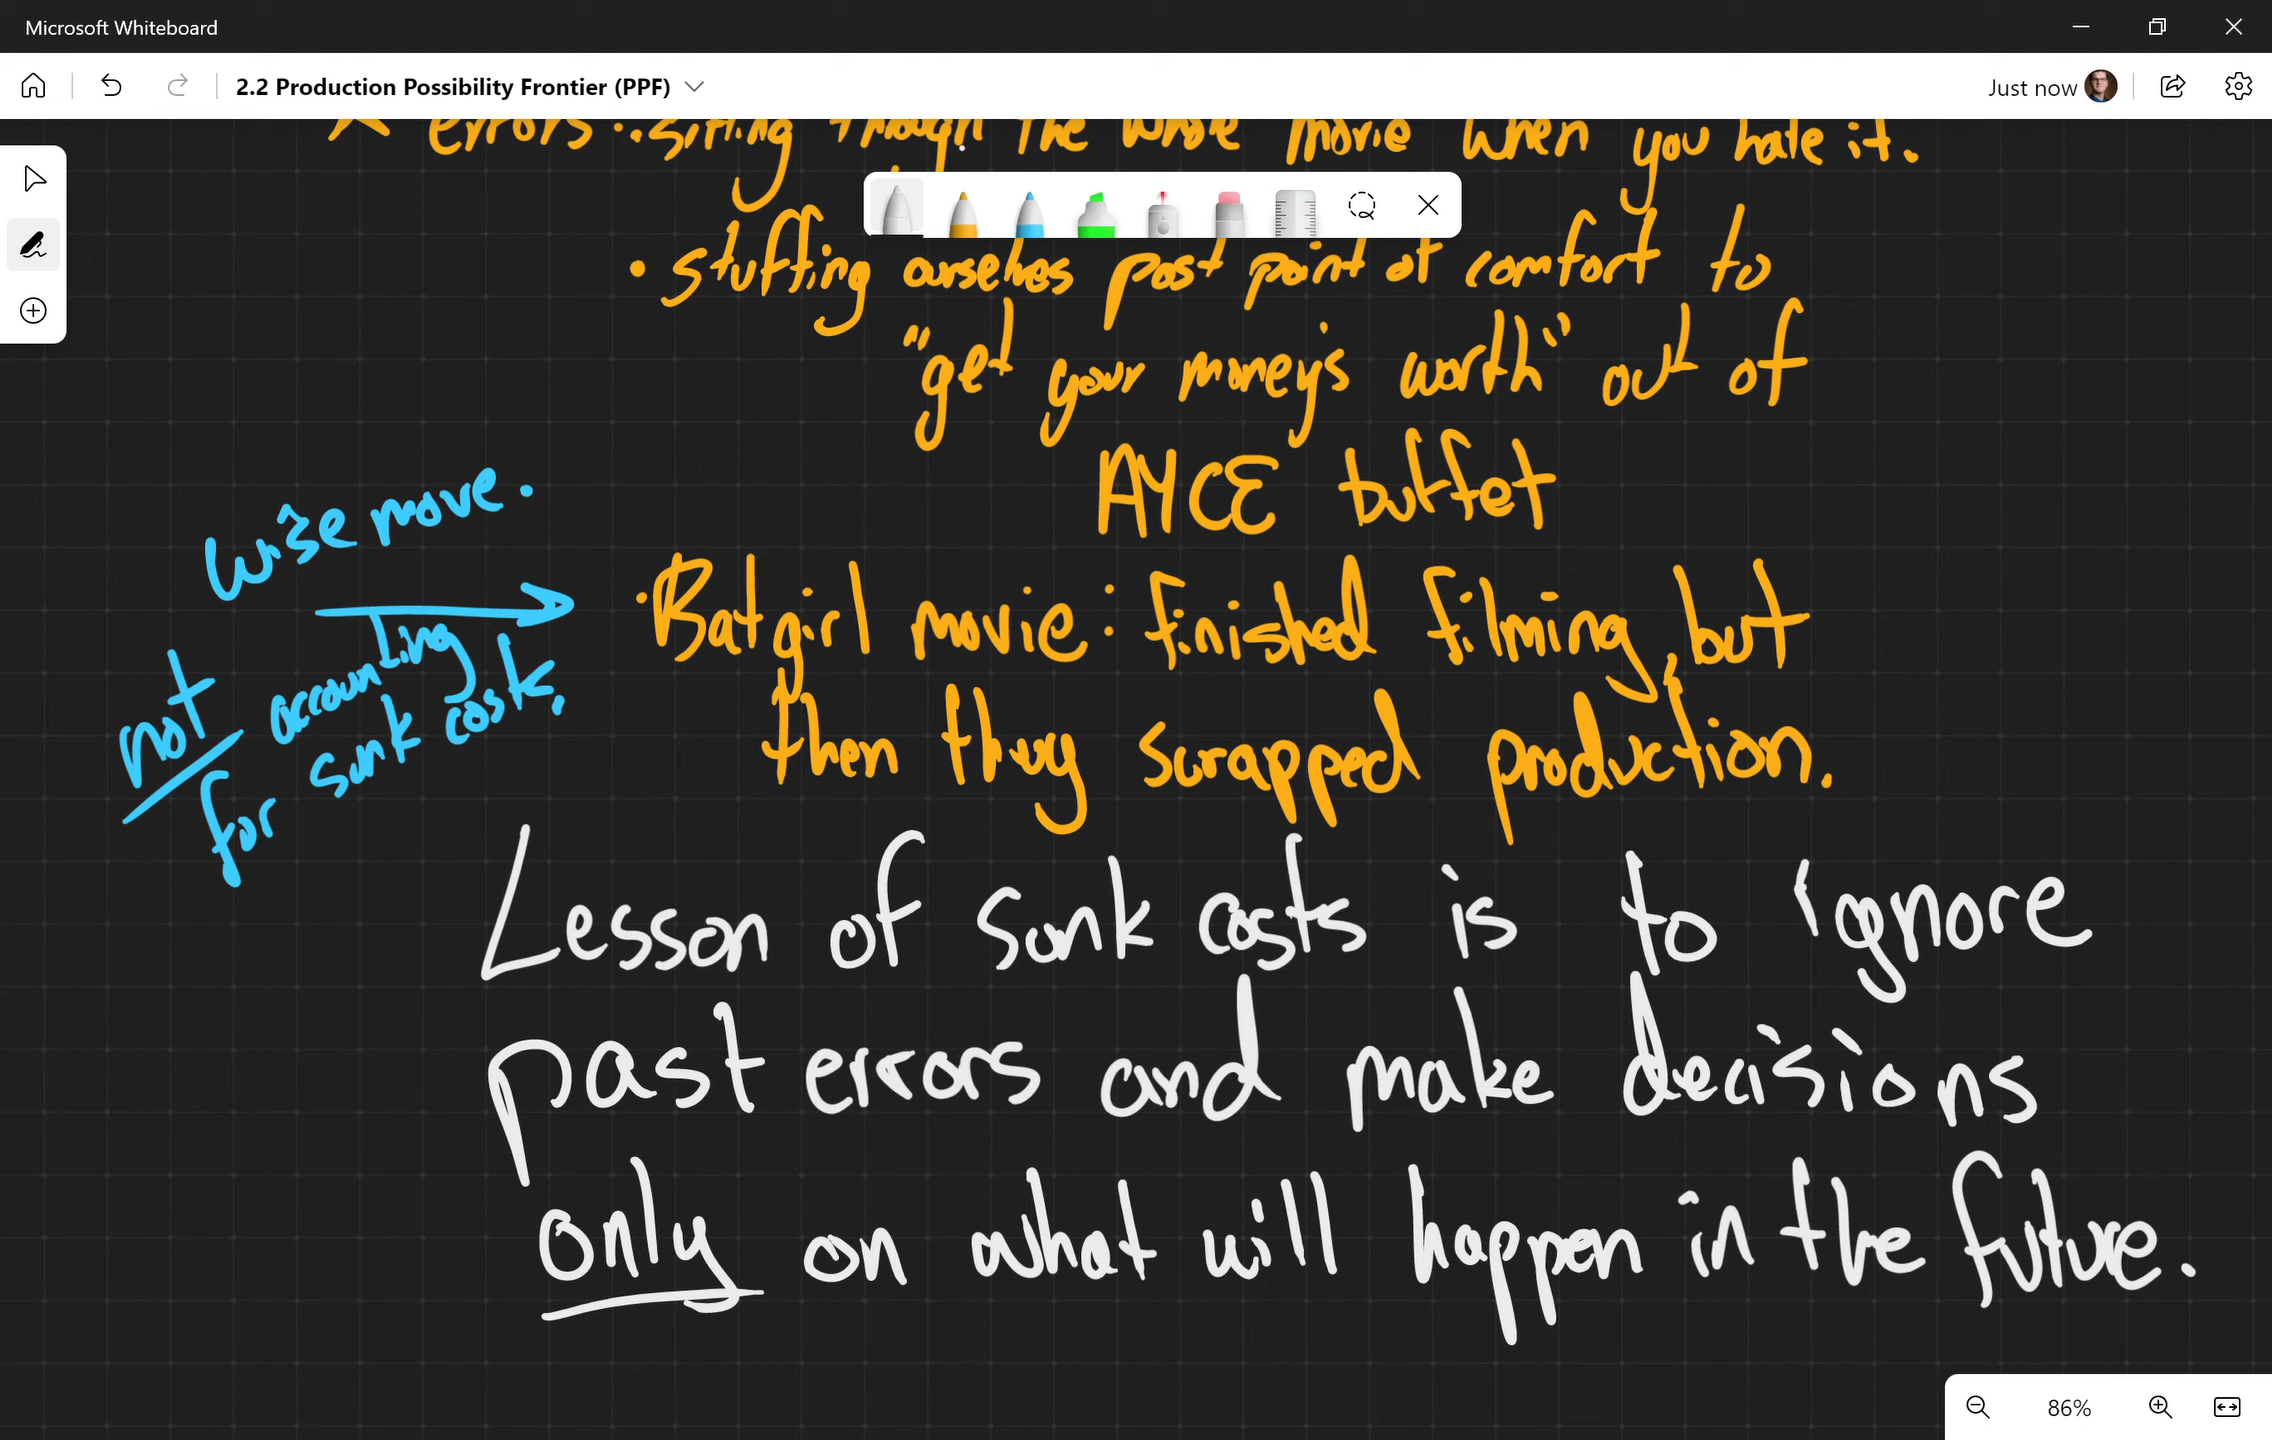 Microsoft Whiteboard
2.2 Production Possibility Frontier (PPF)
Just now
errors: • sitting through the whole movie when you hate it.
• stuffing ourselves past point of comfort to
"get your money's worth" out of
AYCE buffet
wise move.
not accounting
for sunk costs.
• Batgirl movie: finished filming, but
then they scrapped production.
Lesson of sunk costs is to ignore
past errors and make decisions
only on what will happen in the future.
86%